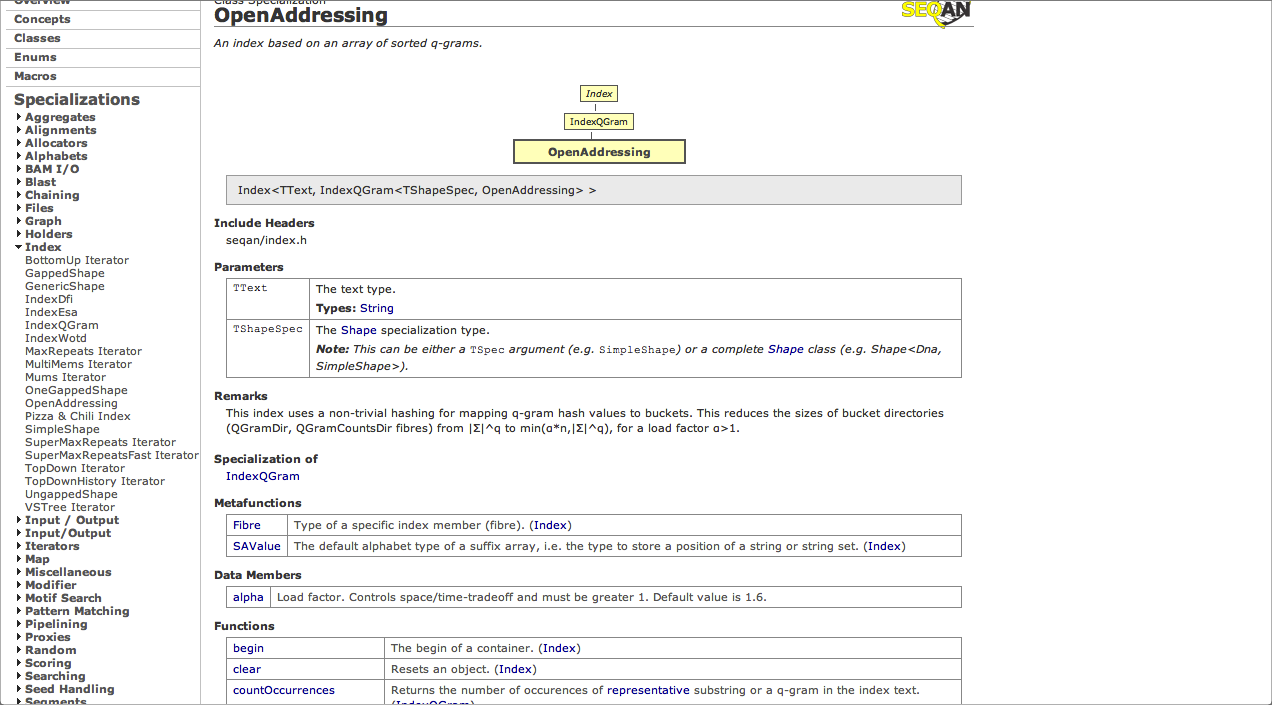 Overview
Concepts
Classes
Enums
Macros
Specializations
Aggregates
Alignments
Allocators
Alphabets
BAM I/O
Blast
Chaining
Files
Graph
Holders
Index
BottomUp Iterator
GappedShape
GenericShape
IndexDfi
IndexEsa
IndexQGram
IndexWotd
MaxRepeats Iterator
MultiMems Iterator
Mums Iterator
OneGappedShape
OpenAddressing
Pizza & Chili Index
SimpleShape
SuperMaxRepeats Iterator
SuperMaxRepeatsFast Iterator
TopDown Iterator
TopDownHistory Iterator
UngappedShape
VSTree Iterator
Input / Output
Input/Output
Iterators
Map
Miscellaneous
Modifier
Motif Search
Pattern Matching
Pipelining
Proxies
Random
Scoring
Searching
Seed Handling
Segments
Class Specialization
OpenAddressing
SEQAN
An index based on an array of sorted q-grams.
Index
IndexQGram
OpenAddressing
Index<TText, IndexQGram<TShapeSpec, OpenAddressing> >
Include Headers
seqan/index.h
Parameters
TText The text type.
Types: String
TShapeSpec The Shape specialization type.
Note: This can be either a TSpec argument (e.g. SimpleShape) or a complete Shape class (e.g. Shape<Dna,
SimpleShape>).
Remarks
This index uses a non-trivial hashing for mapping q-gram hash values to buckets. This reduces the sizes of bucket directories
(QGramDir, QGramCountsDir fibres) from |Σ|^q to min(α*n,|Σ|^q), for a load factor α>1.
Specialization of
IndexQGram
Metafunctions
Fibre Type of a specific index member (fibre). (Index)
SAValue The default alphabet type of a suffix array, i.e. the type to store a position of a string or string set. (Index)
Data Members
alpha Load factor. Controls space/time-tradeoff and must be greater 1. Default value is 1.6.
Functions
begin The begin of a container. (Index)
clear Resets an object. (Index)
countOccurrences Returns the number of occurences of representative substring or a q-gram in the index text.
(IndexQGram)